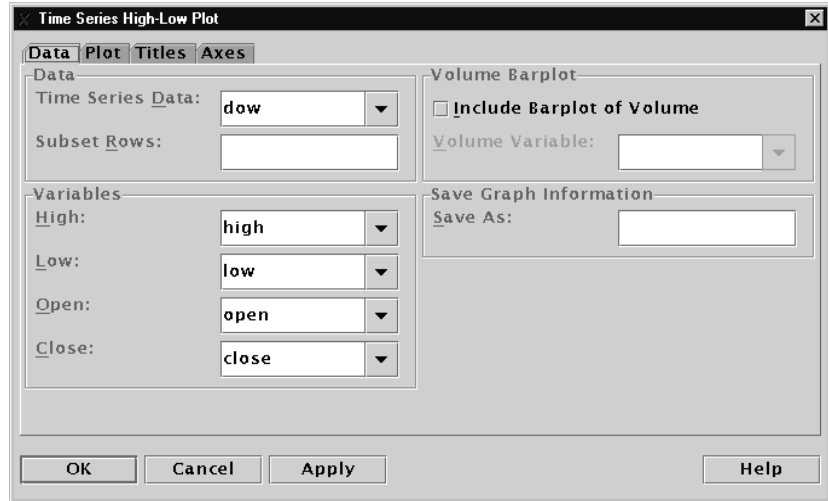 Time Series High-Low Plot
Data Plot Titles Axes
Data
Time Series Data:
dow
Subset Rows:
Variables
High:
high
Low:
low
Open:
open
Close:
close
Volume Barplot
Include Barplot of Volume
Volume Variable:
Save Graph Information
Save As:
OK Cancel Apply Help